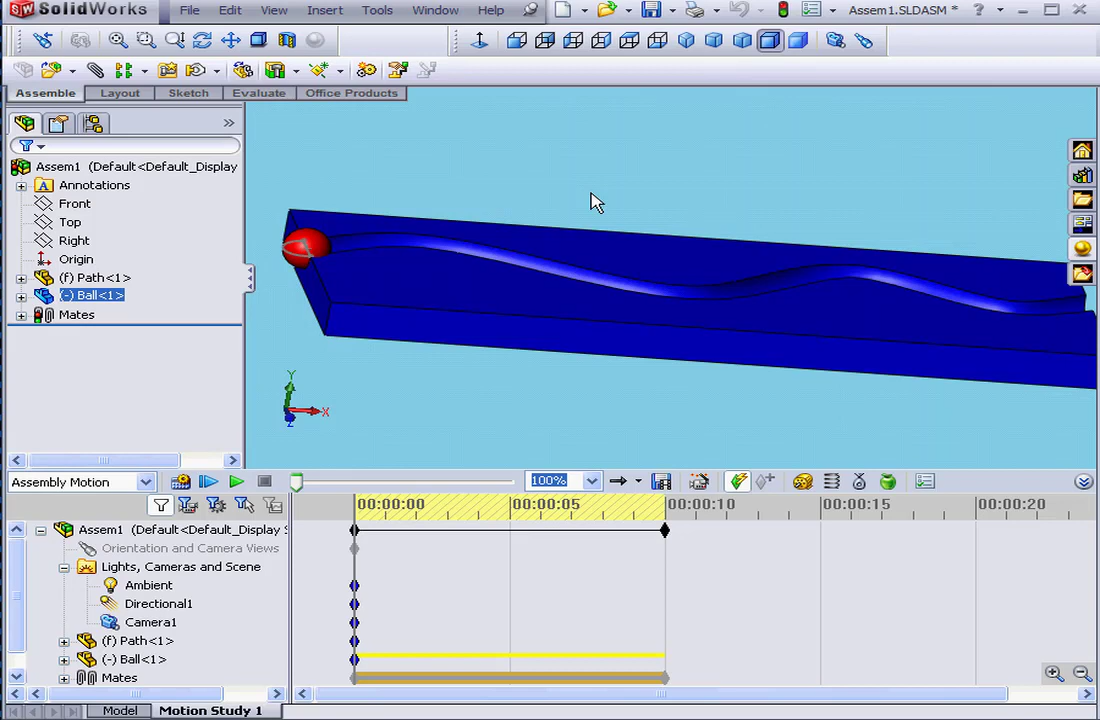 SW SolidWorks File Edit View Insert Tools Window Help Assem1.SLDASM * ?
Assemble Layout Sketch Evaluate Office Products
Assem1 (Default<Default_Display
A Annotations
Front
Top
Right
Origin
(f) Path<1>
(-) Ball<1>
Mates
Y
X
Z
Assembly Motion 100%
00:00:00 00:00:05 00:00:10 00:00:15 00:00:20
Assem1 (Default<Default_Display S
Orientation and Camera Views
Lights, Cameras and Scene
Ambient
Directional1
Camera1
(f) Path<1>
(-) Ball<1>
Mates
Model Motion Study 1